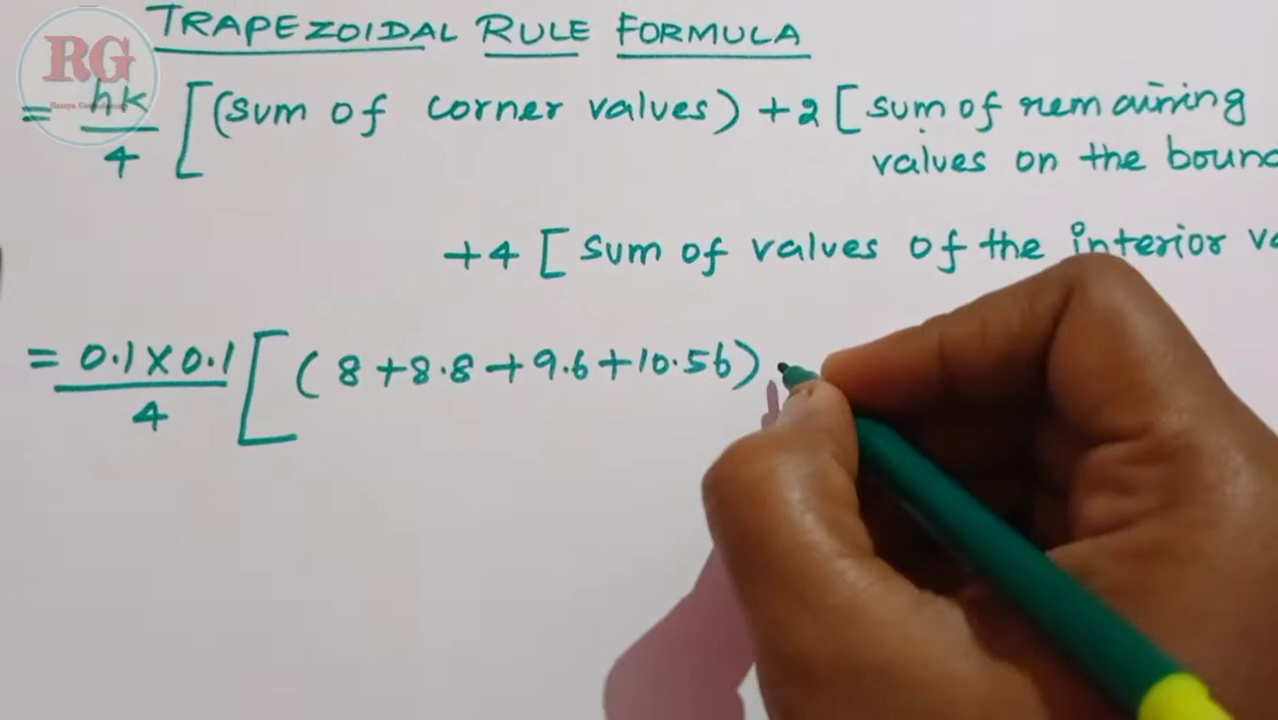 TRAPEZOIDAL RULE FORMULA
RG
= hk/4 [(sum of corner values) + 2 [sum of remaining
values on the
+4 [sum of values of the interior
= 0.1 × 0.1/4 [(8 + 8.8 + 9.6 + 10.56)